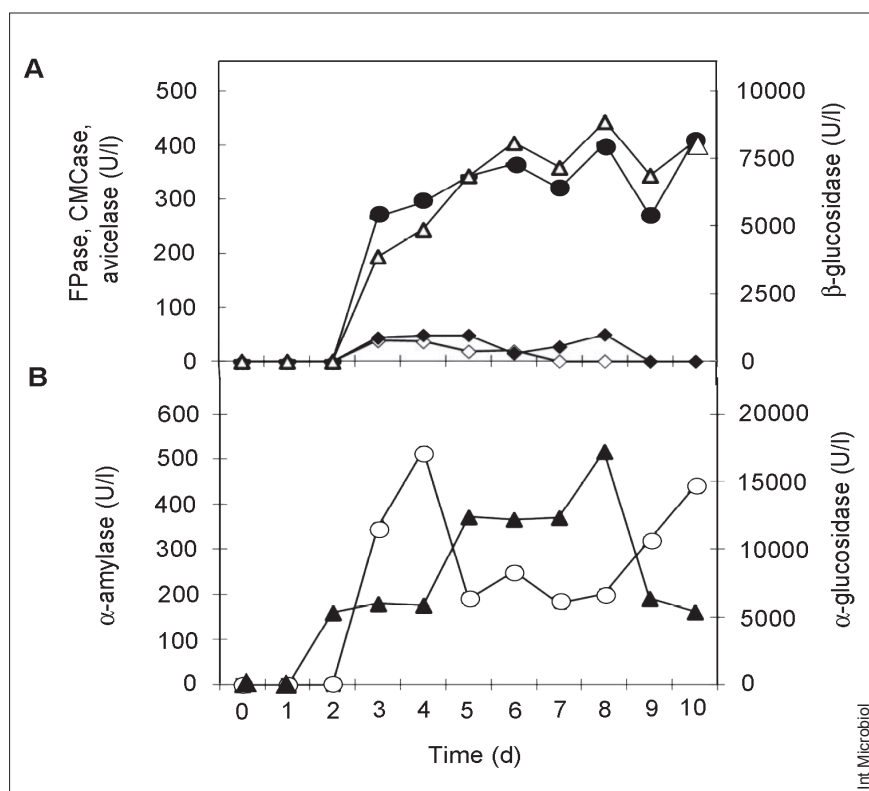 A
FPase, CMCase,
avicelase (U/l)
500
400
300
200
100
0
10000
7500
5000
2500
0
β-glucosidase (U/l)
B
α-amylase (U/l)
600
500
400
300
200
100
0
20000
15000
10000
5000
0
α-glucosidase (U/l)
0 1 2 3 4 5 6 7 8 9 10
Time (d)
Int Microbiol